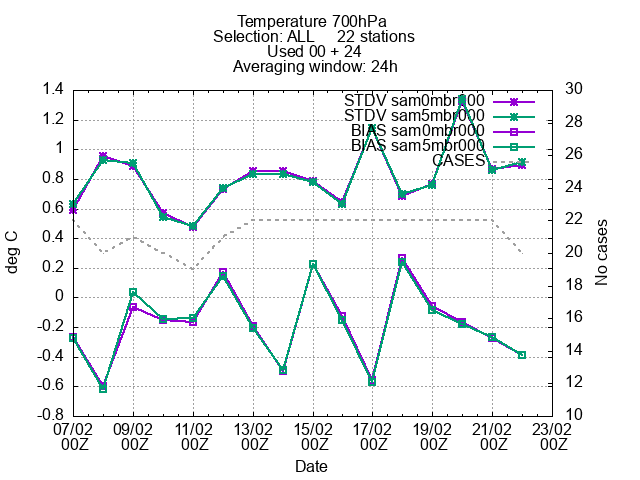 Temperature 700hPa
Selection: ALL 22 stations
Used 00 + 24
Averaging window: 24h
STDV sam0mbr000
STDV sam5mbr000
BIAS sam0mbr000
BIAS sam5mbr000
CASES
deg C
1.4
1.2
1
0.8
0.6
0.4
0.2
0
-0.2
-0.4
-0.6
-0.8
No cases
30
28
26
24
22
20
18
16
14
12
10
07/02 09/02 11/02 13/02 15/02 17/02 19/02 21/02 23/02
00Z 00Z 00Z 00Z 00Z 00Z 00Z 00Z 00Z
Date